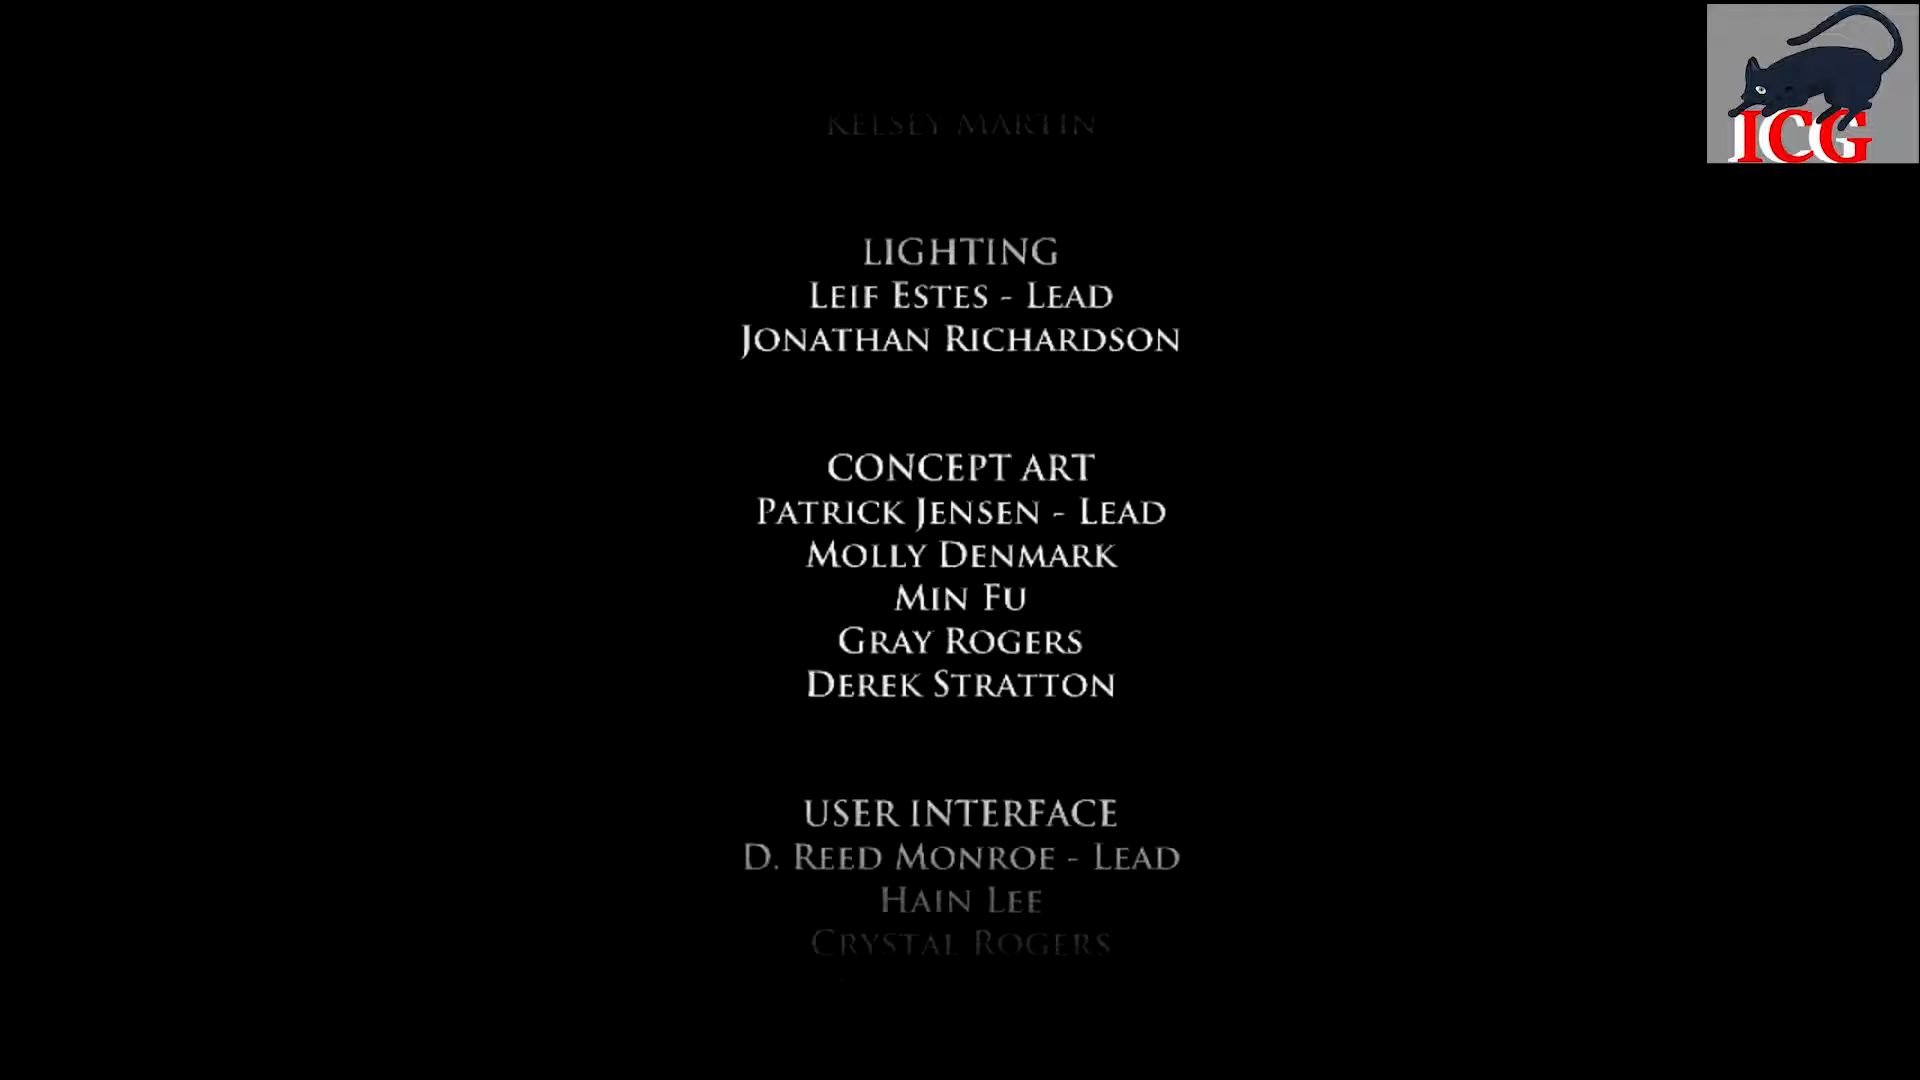 KELSEY MARTIN
ICG
LIGHTING
LEIF ESTES - LEAD
JONATHAN RICHARDSON
CONCEPT ART
PATRICK JENSEN - LEAD
MOLLY DENMARK
MIN FU
GRAY ROGERS
DEREK STRATTON
USER INTERFACE
D. REED MONROE - LEAD
HAIN LEE
CRYSTAL ROGERS